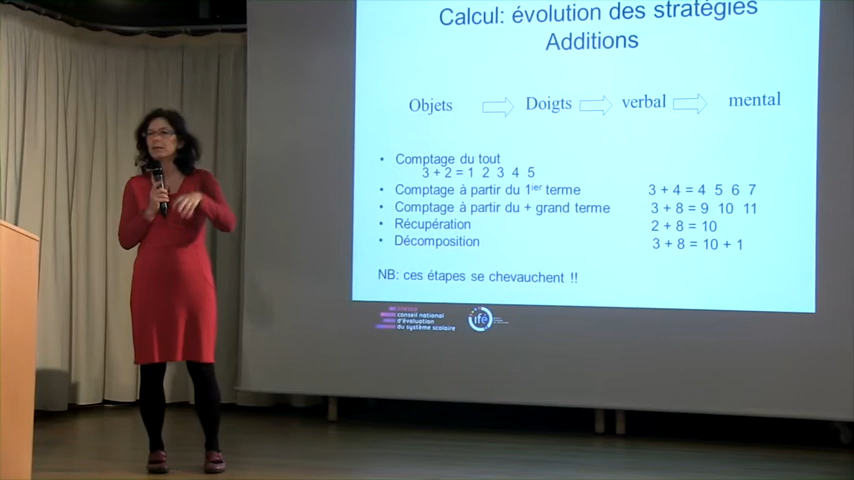 Calcul: évolution des stratégies
Additions
Objets Doigts verbal mental
• Comptage du tout
3 + 2 = 1 2 3 4 5
• Comptage à partir du 1ier terme 3 + 4 = 4 5 6 7
• Comptage à partir du + grand terme 3 + 8 = 9 10 11
• Récupération 2 + 8 = 10
• Décomposition 3 + 8 = 10 + 1
NB: ces étapes se chevauchent !!
conseil national
d'évaluation
du système scolaire
ifé